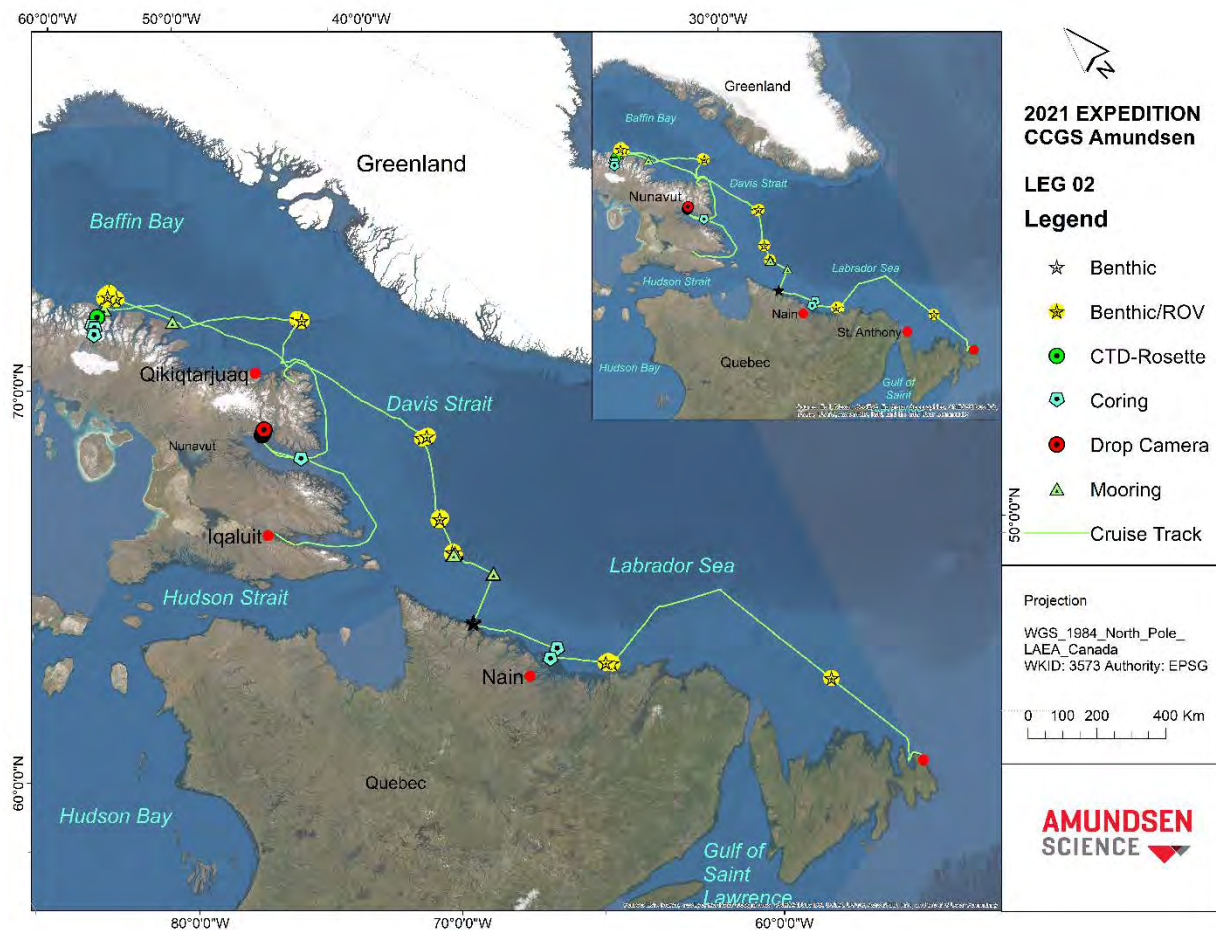 60°0'0"W
50°0'0"W
40°0'0"W
30°0'0"W
Greenland
Baffin Bay
Qikiqtarjuaq
Davis Strait
Nunavut
Iqaluit
Hudson Strait
Labrador Sea
Nain
Quebec
Hudson Bay
Gulf of
Saint
Lawrence
70°0'0"N
60°0'0"N
50°0'0"N
80°0'0"W
70°0'0"W
60°0'0"W
Greenland
Baffin Bay
Davis Strait
Nunavut
Hudson Strait
Labrador Sea
Nain
St. Anthony
Quebec
Hudson Bay
Gulf of
Saint
N
2021 EXPEDITION
CCGS Amundsen
LEG 02
Legend
Benthic
Benthic/ROV
CTD-Rosette
Coring
Drop Camera
Mooring
Cruise Track
Projection
WGS_1984_North_Pole_
LAEA_Canada
WKID: 3573 Authority: EPSG
0 100 200 400 Km
AMUNDSEN
SCIENCE